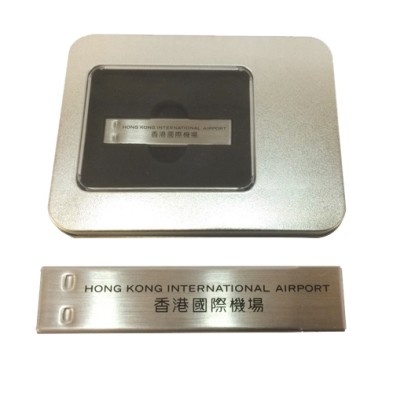 HONG KONG INTERNATIONAL AIRPORT
香港國際機場
HONG KONG INTERNATIONAL AIRPORT
香港國際機場